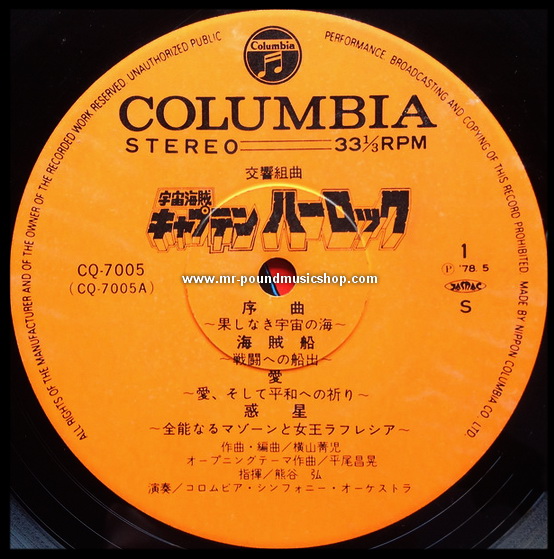 ALL RIGHTS OF THE MANUFACTURER AND OF THE OWNER OF THE RECORDED WORK RESERVED. UNAUTHORIZED PUBLIC PERFORMANCE, BROADCASTING AND COPYING OF THIS RECORD PROHIBITED MADE BY NIPPON COLUMBIA CO. LTD.
Columbia
COLUMBIA
STEREO 33 1/3 RPM
交響組曲
宇宙海賊
キャプテン ハーロック
CQ-7005
(CQ-7005A)
1
Ⓟ '78. 5
JASRAC
S
www.mr-poundmusicshop.com
序 曲
〜果しなき宇宙の海〜
海賊船
〜戦闘への船出〜
愛
〜愛、そして平和への祈り〜
惑 星
〜全能なるマゾーンと女王ラフレシア〜
作曲・編曲/横山菁児
オープニングテーマ作曲/平尾昌晃
指揮/熊谷 弘
演奏/コロムビア・シンフォニー・オーケストラ